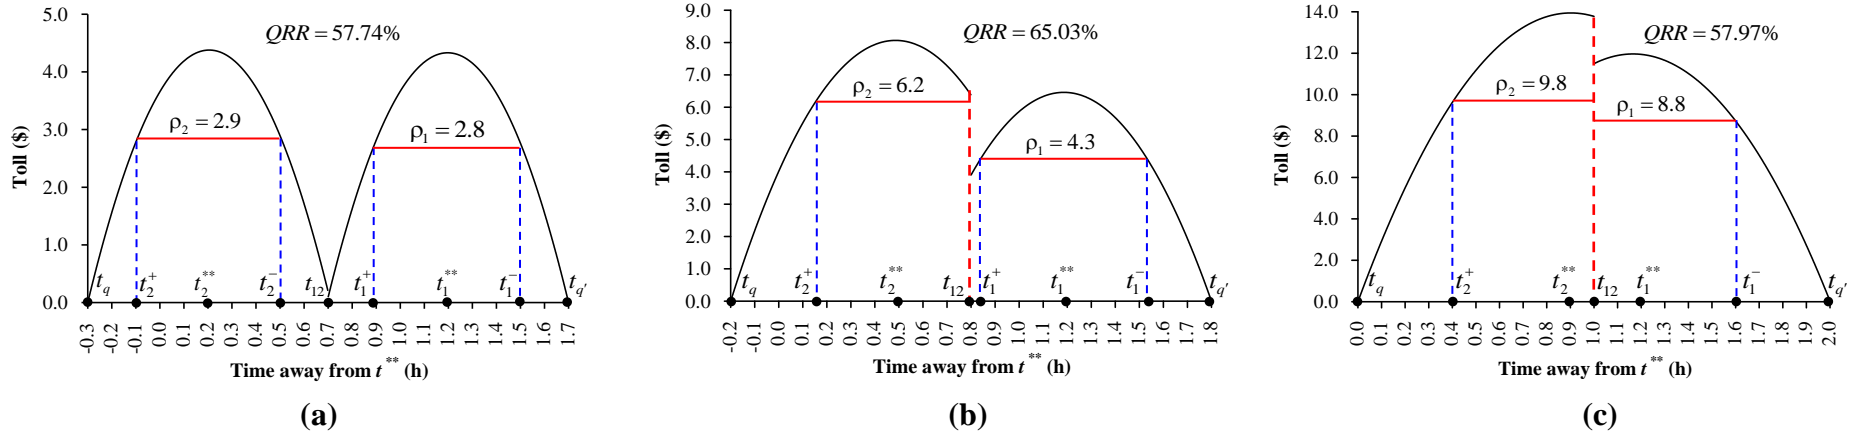 5.0
4.0
3.0
2.0
1.0
0.0
Toll ($)
QRR = 57.74%
ρ2 = 2.9
ρ1 = 2.8
tq t2+ t2** t2− t12 t1+ t1** t1− tq'
-0.3 -0.2 -0.1 0.0 0.1 0.2 0.3 0.4 0.5 0.6 0.7 0.8 0.9 1.0 1.1 1.2 1.3 1.4 1.5 1.6 1.7
Time away from t** (h)
(a)
9.0
8.0
7.0
6.0
5.0
4.0
3.0
2.0
1.0
0.0
Toll ($)
QRR = 65.03%
ρ2 = 6.2
ρ1 = 4.3
tq t2+ t2** t12 t1+ t1** t1− tq'
-0.2 -0.1 0.0 0.1 0.2 0.3 0.4 0.5 0.6 0.7 0.8 0.9 1.0 1.1 1.2 1.3 1.4 1.5 1.6 1.7 1.8
Time away from t** (h)
(b)
14.0
12.0
10.0
8.0
6.0
4.0
2.0
0.0
Toll ($)
QRR = 57.97%
ρ2 = 9.8
ρ1 = 8.8
tq t2+ t2** t12 t1** t1− tq'
0.0 0.1 0.2 0.3 0.4 0.5 0.6 0.7 0.8 0.9 1.0 1.1 1.2 1.3 1.4 1.5 1.6 1.7 1.8 1.9 2.0
Time away from t** (h)
(c)